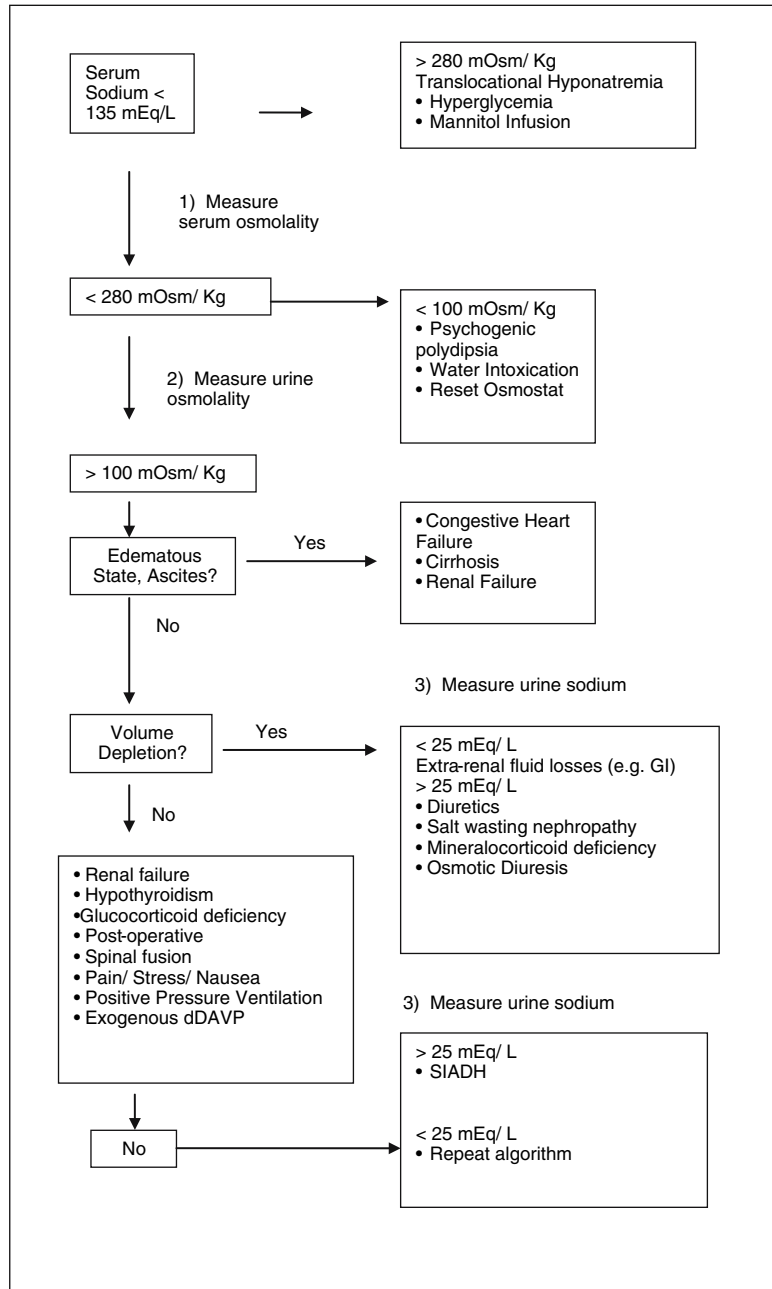 Serum
Sodium <
135 mEq/L
> 280 mOsm/ Kg
Translocational Hyponatremia
• Hyperglycemia
• Mannitol Infusion
1) Measure
serum osmolality
< 280 mOsm/ Kg
< 100 mOsm/ Kg
• Psychogenic
polydipsia
• Water Intoxication
• Reset Osmostat
2) Measure urine
osmolality
> 100 mOsm/ Kg
Edematous
State, Ascites?
Yes
• Congestive Heart
Failure
• Cirrhosis
• Renal Failure
No
3) Measure urine sodium
Volume
Depletion?
Yes
< 25 mEq/ L
Extra-renal fluid losses (e.g. GI)
> 25 mEq/ L
• Diuretics
• Salt wasting nephropathy
• Mineralocorticoid deficiency
• Osmotic Diuresis
No
• Renal failure
• Hypothyroidism
•Glucocorticoid deficiency
• Post-operative
• Spinal fusion
• Pain/ Stress/ Nausea
• Positive Pressure Ventilation
• Exogenous dDAVP
3) Measure urine sodium
> 25 mEq/ L
• SIADH
< 25 mEq/ L
• Repeat algorithm
No